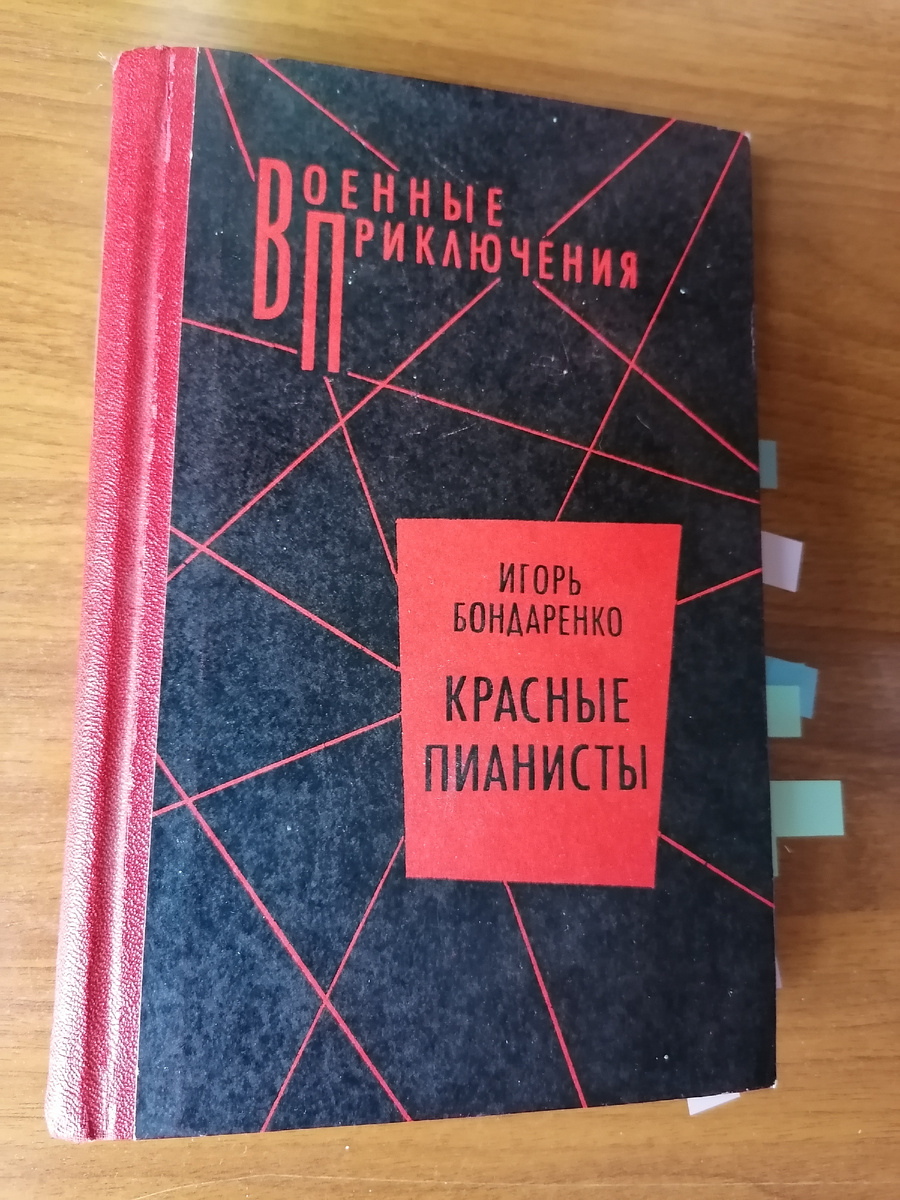 ВОЕННЫЕ
ПРИКЛЮЧЕНИЯ
ИГОРЬ
БОНДАРЕНКО
КРАСНЫЕ
ПИАНИСТЫ